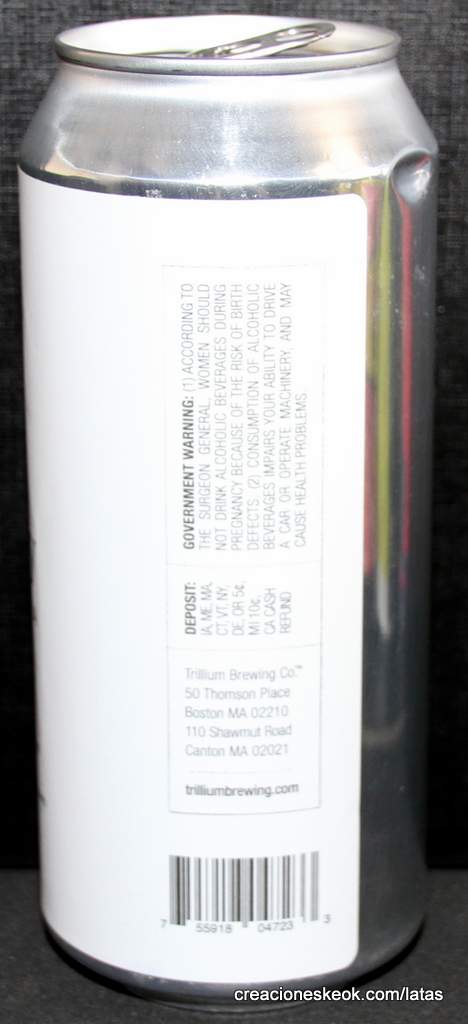 GOVERNMENT WARNING: (1) ACCORDING TO
THE SURGEON GENERAL, WOMEN SHOULD
NOT DRINK ALCOHOLIC BEVERAGES DURING
PREGNANCY BECAUSE OF THE RISK OF BIRTH
DEFECTS (2) CONSUMPTION OF ALCOHOLIC
BEVERAGES IMPAIRS YOUR ABILITY TO DRIVE
A CAR OR OPERATE MACHINERY, AND MAY
CAUSE HEALTH PROBLEMS
DEPOSIT:
IA, ME, MA,
CT, VT, NY,
DE, OR 5¢,
MI 10¢,
CA CASH
REFUND
Trillium Brewing Co.™
50 Thomson Place
Boston MA 02210
110 Shawmut Road
Canton MA 02021
trilliumbrewing.com
7 55918 04723 3
creacioneskeok.com/latas